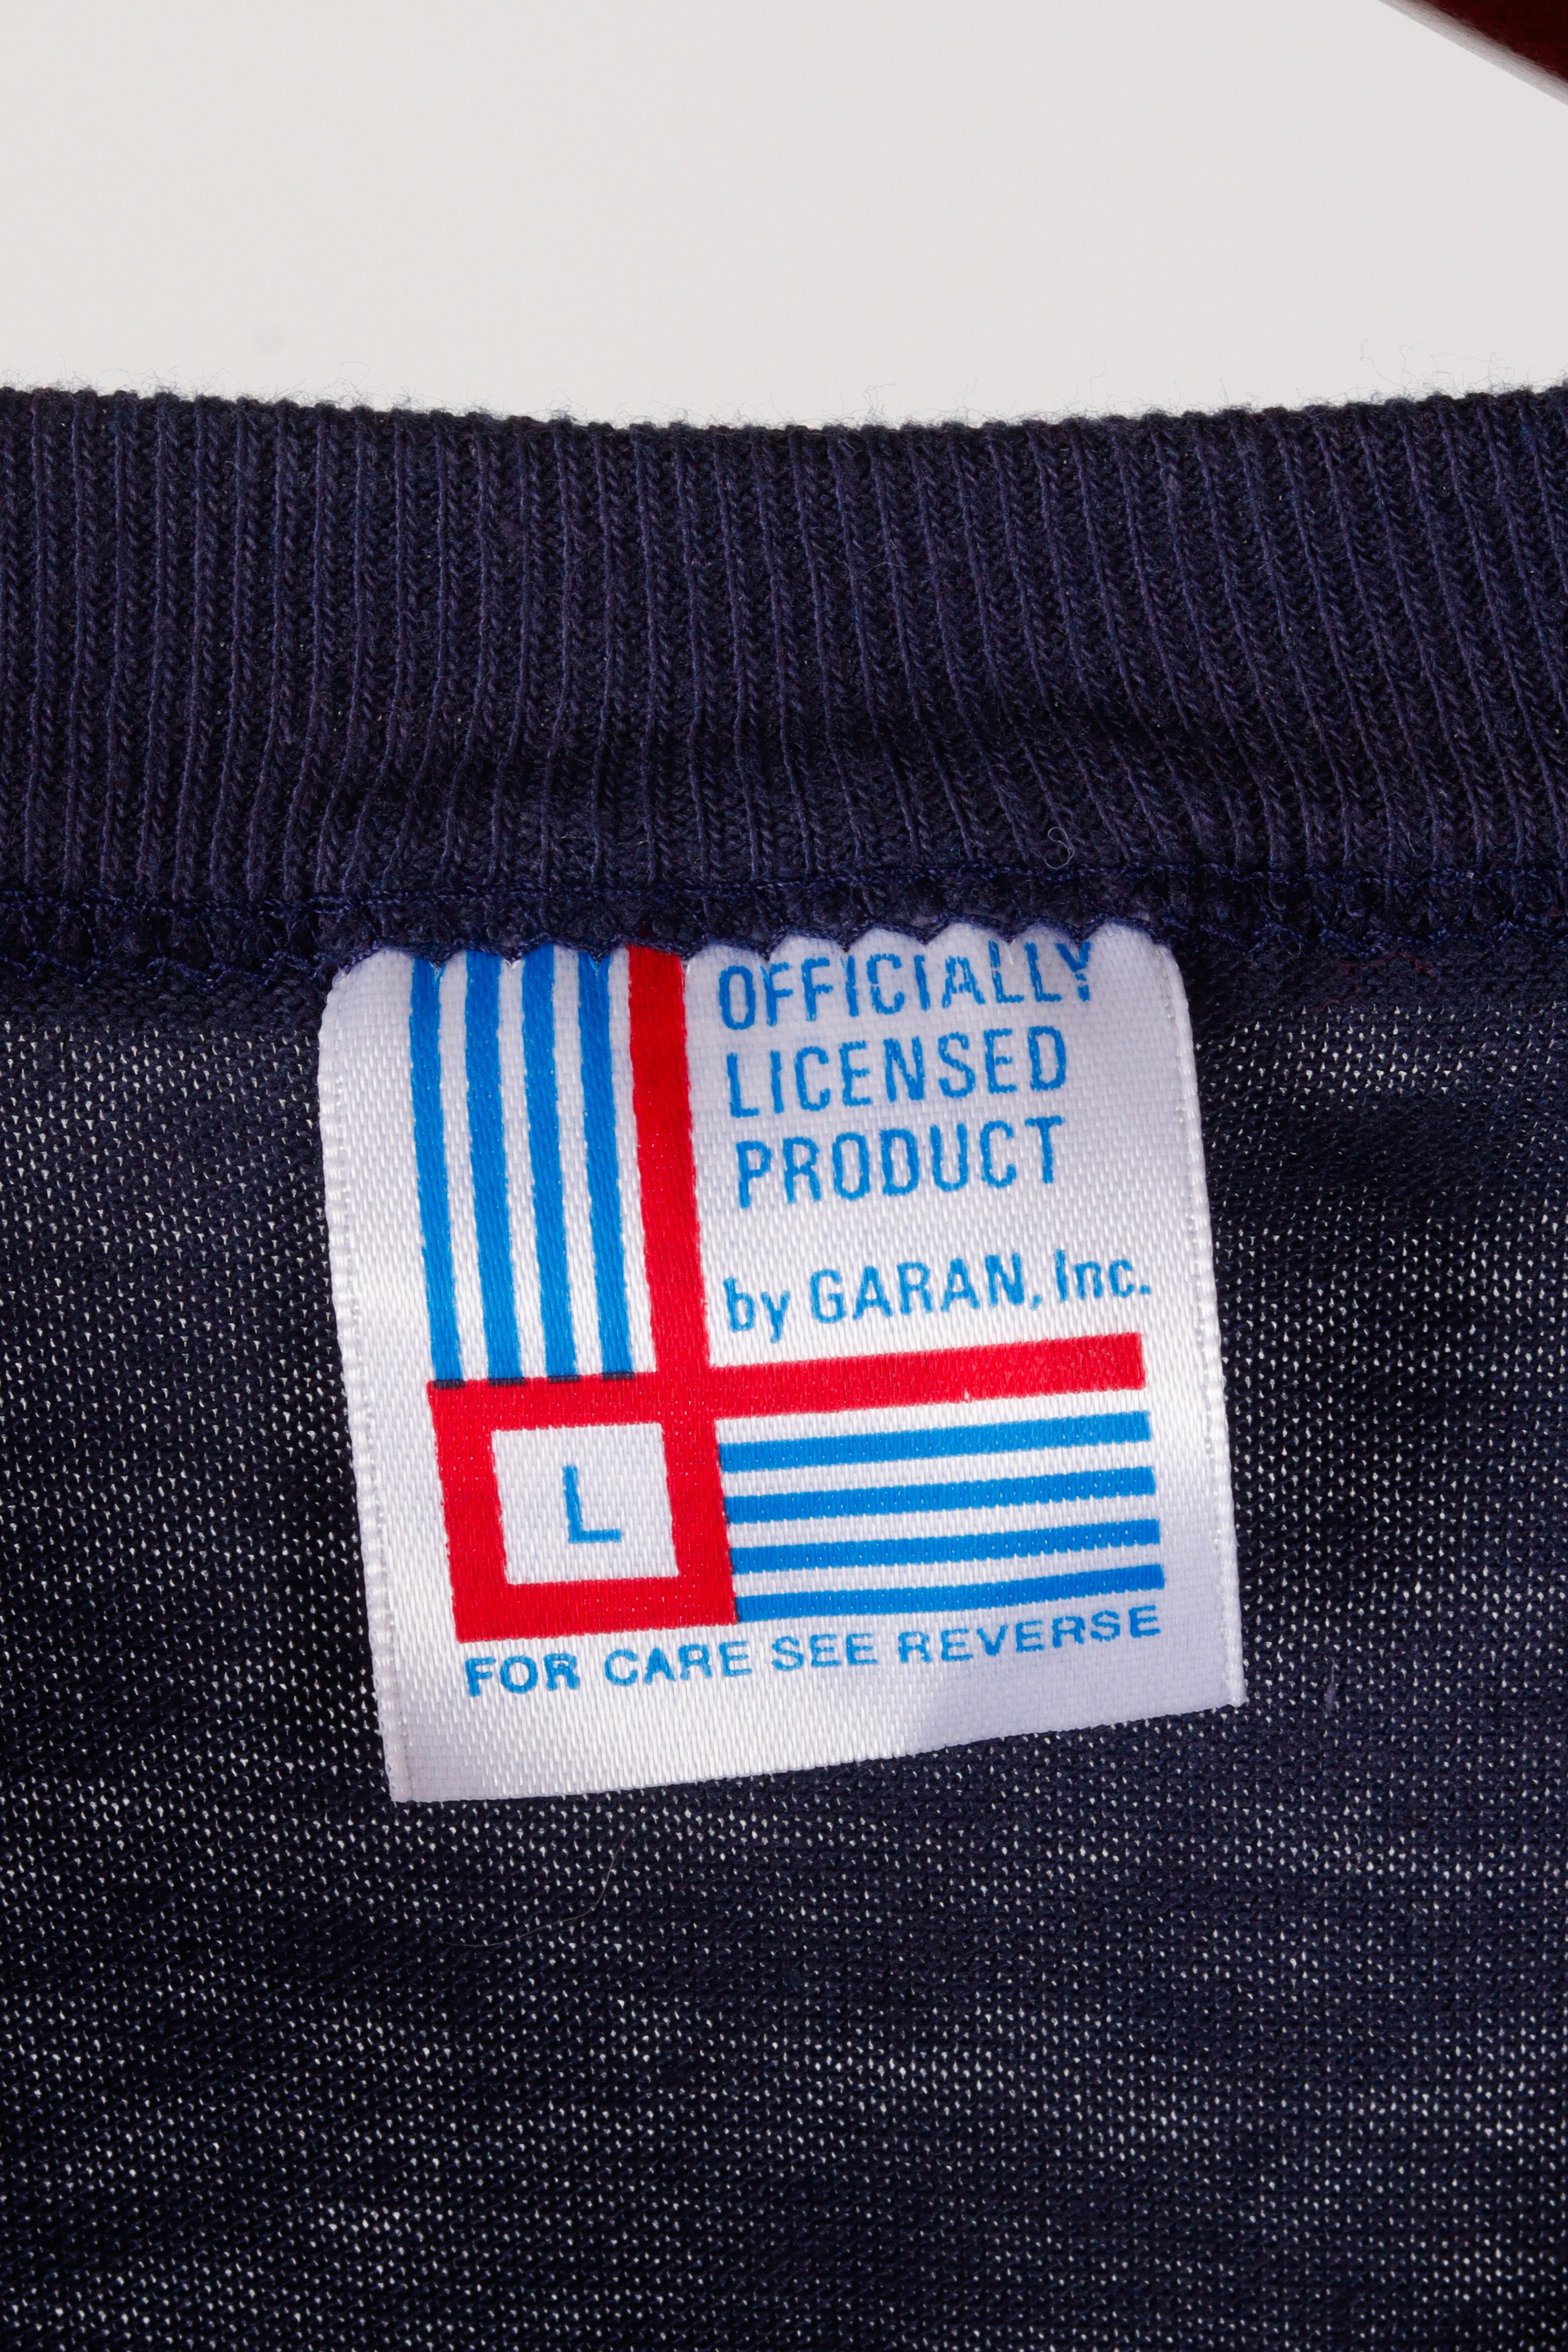 OFFICIALLY
LICENSED
PRODUCT
by GARAN, Inc.
L
FOR CARE SEE REVERSE